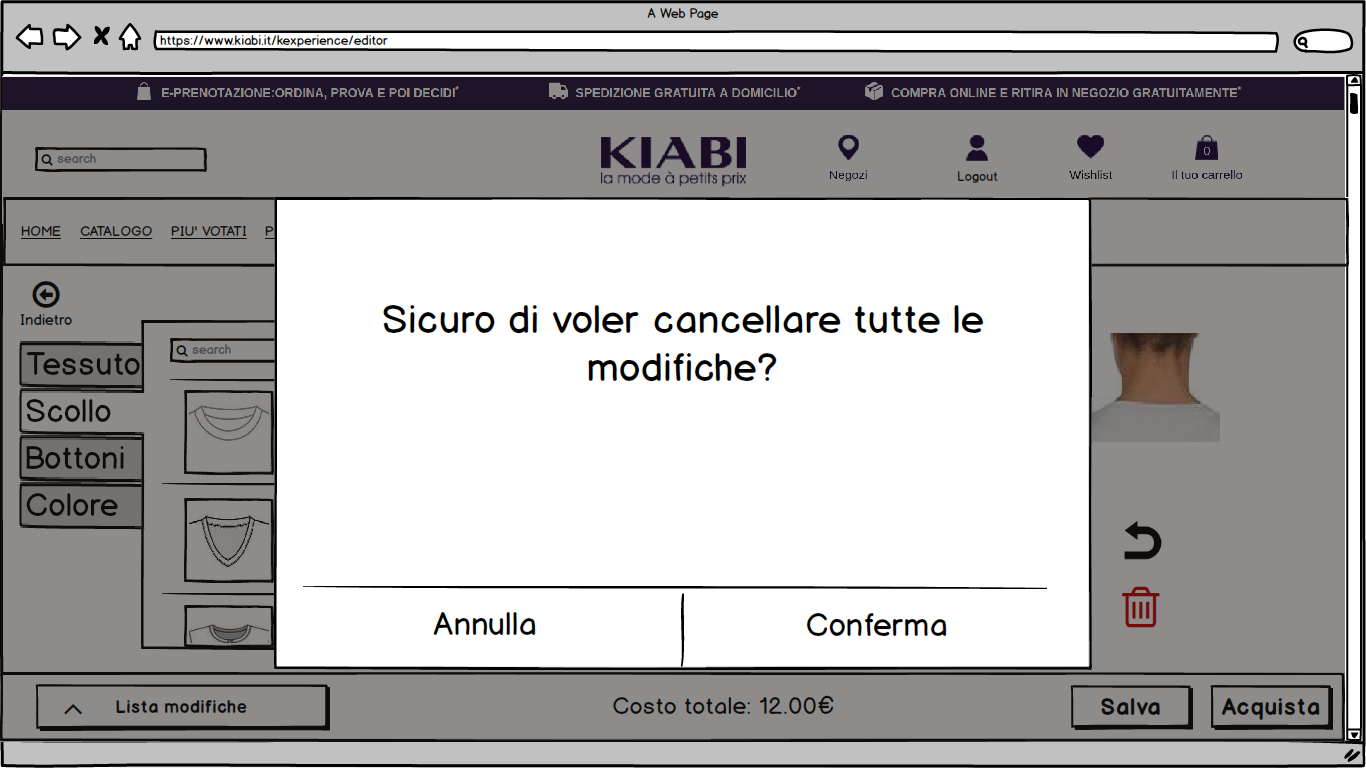 A Web Page
https://www.kiabi.it/kexperience/editor
E-PRENOTAZIONE:ORDINA, PROVA E POI DECIDI*
SPEDIZIONE GRATUITA A DOMICILIO*
COMPRA ONLINE E RITIRA IN NEGOZIO GRATUITAMENTE*
search
KIABI
la mode à petits prix
Negozi
Logout
Wishlist
0
Il tuo carrello
HOME
CATALOGO
PIU' VOTATI
P
Indietro
Tessuto
Scollo
Bottoni
Colore
search
Sicuro di voler cancellare tutte le
modifiche?
Annulla
Conferma
Lista modifiche
Costo totale: 12.00€
Salva
Acquista